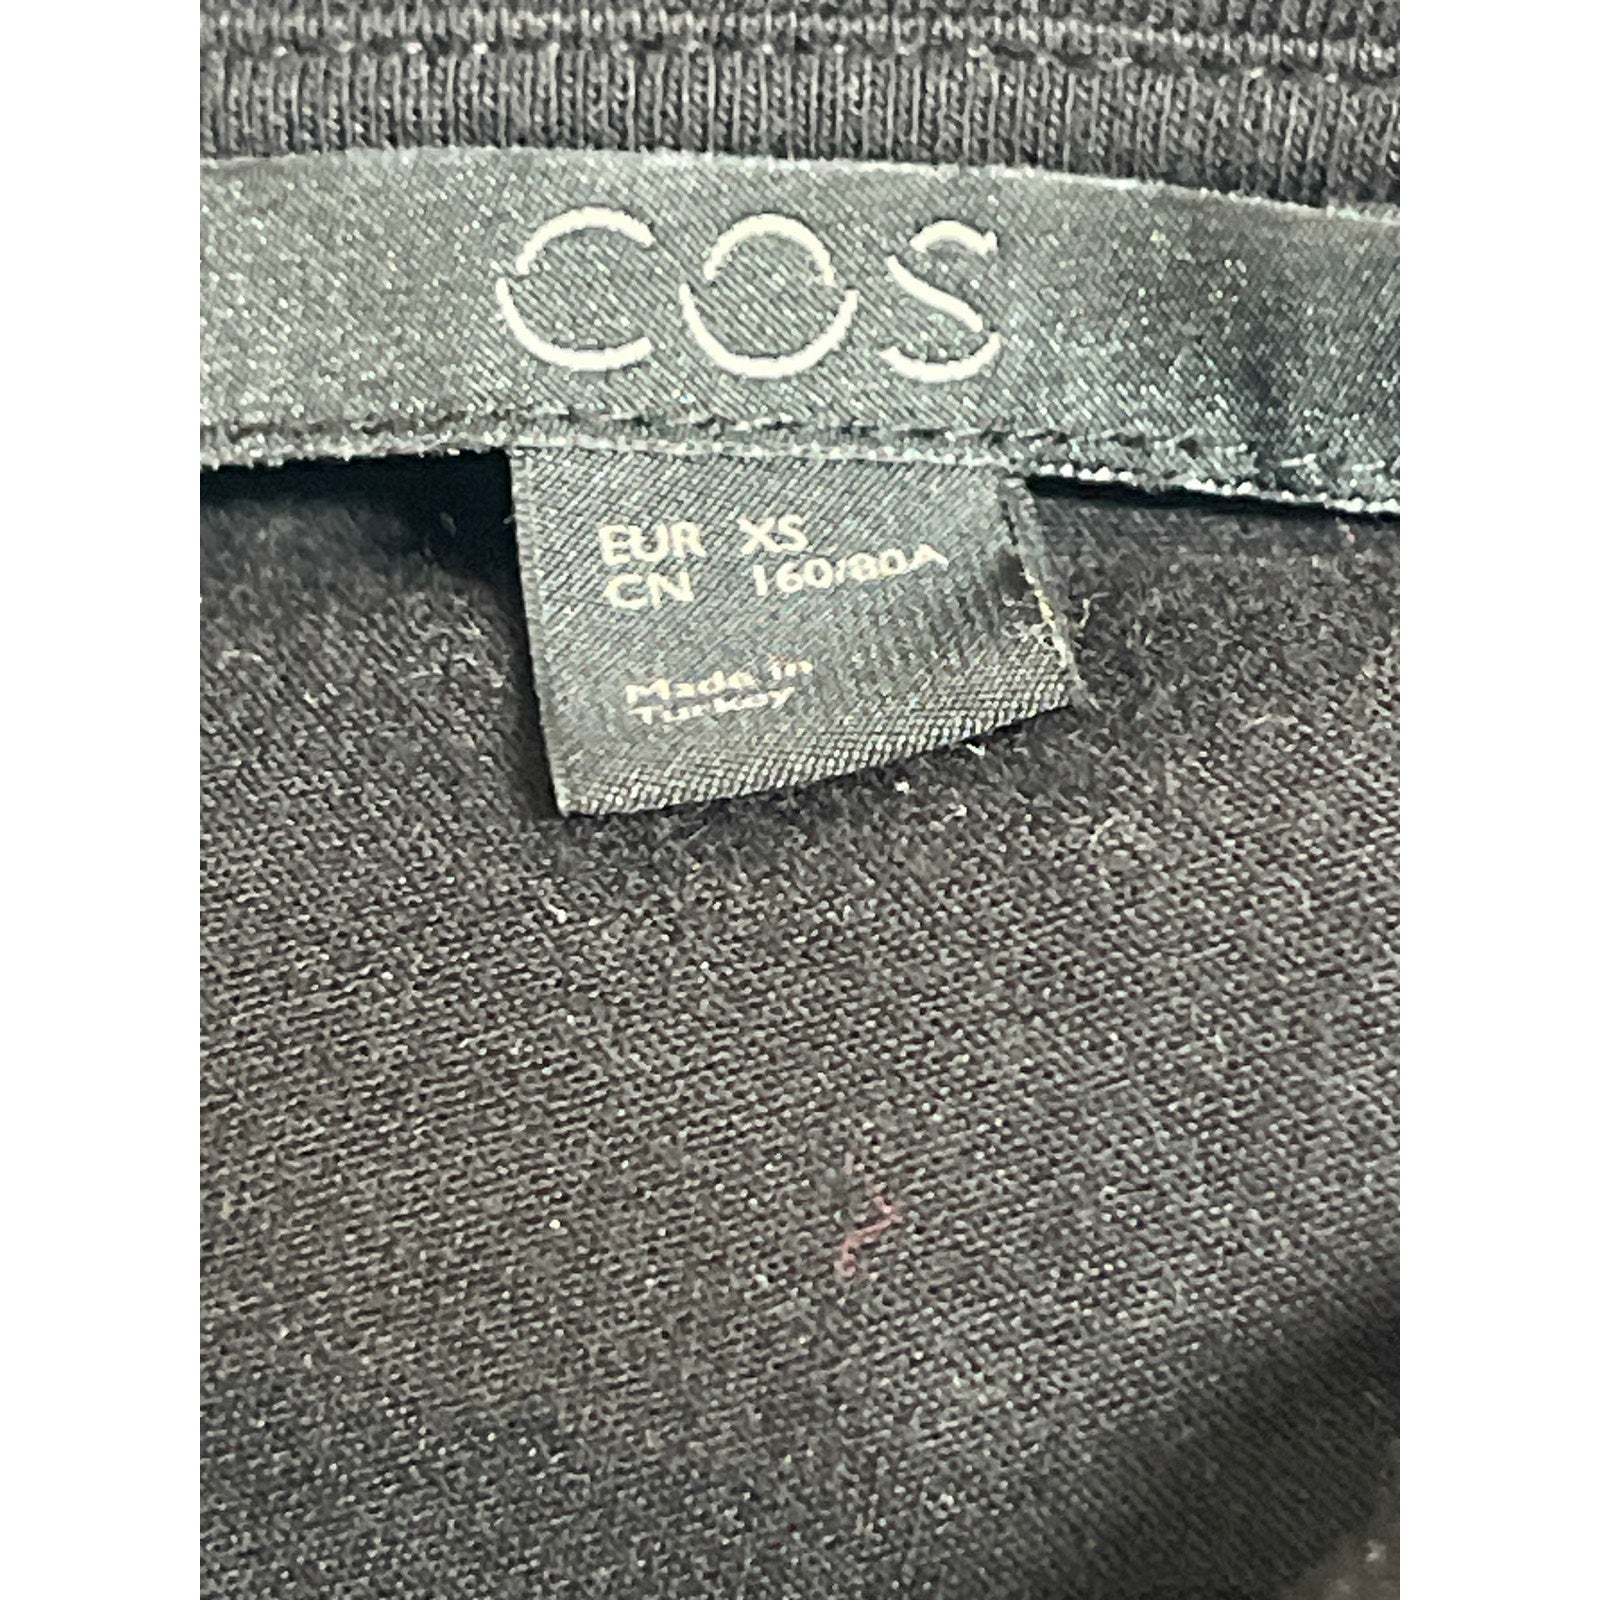 COS
EUR XS
CN 160/80A
Made in
Turkey